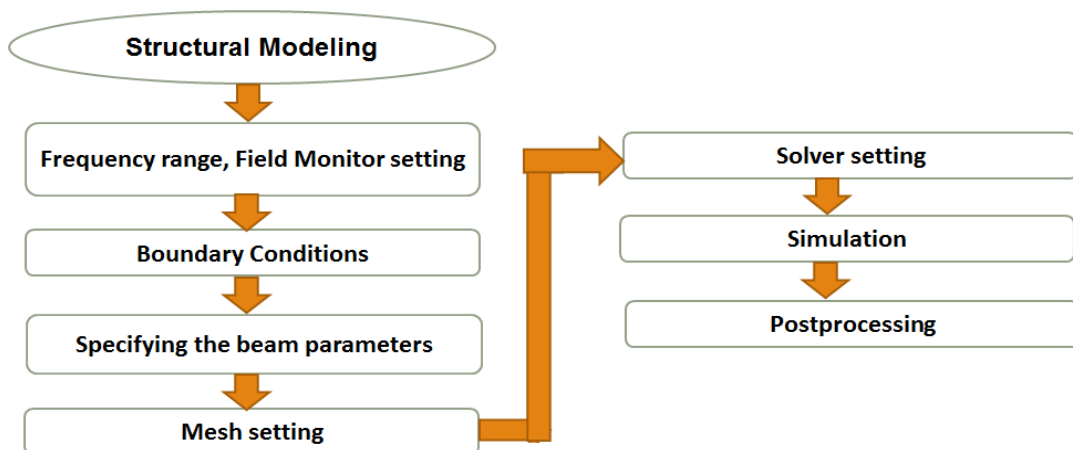 Structural Modeling
Frequency range, Field Monitor setting
Boundary Conditions
Specifying the beam parameters
Mesh setting
Solver setting
Simulation
Postprocessing